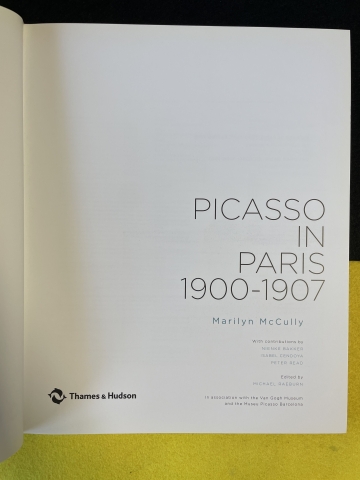 PICASSO
IN
PARIS
1900-1907
Marilyn McCully
With contributions by
NIENKE BAKKER
ISABEL CENDOYA
PETER READ
Edited by
MICHAEL RAEBURN
Thames & Hudson
In association with the Van Gogh Museum
and the Museu Picasso Barcelona